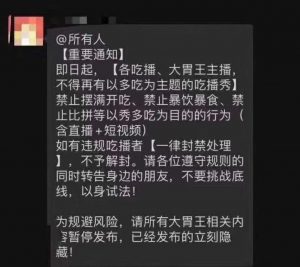 @所有人
【重要通知】
即日起，【各吃播、大胃王主播，
不得再有以多吃为主题的吃播秀】
禁止摆满开吃、禁止暴饮暴食、禁
止比拼等以秀多吃为目的的行为（
含直播+短视频）
如有违规吃播者【一律封禁处理
】，不予解封。请各位遵守规则的
同时转告身边的朋友，不要挑战底
线，以身试法！
为规避风险，请所有大胃王相关内
容暂停发布，已经发布的立刻隐
藏！